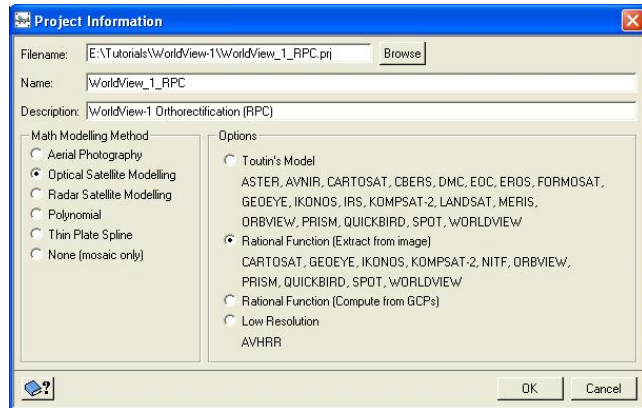 Project Information
Filename: E:\Tutorials\WorldView-1\WorldView_1_RPC.prj Browse
Name: WorldView_1_RPC
Description: WorldView-1 Orthorectification (RPC)
Math Modelling Method
Aerial Photography
Optical Satellite Modelling
Radar Satellite Modelling
Polynomial
Thin Plate Spline
None (mosaic only)
Options
Toutin's Model
ASTER, AVNIR, CARTOSAT, CBERS, DMC, EOC, EROS, FORMOSAT,
GEOEYE, IKONOS, IRS, KOMPSAT-2, LANDSAT, MERIS,
ORBVIEW, PRISM, QUICKBIRD, SPOT, WORLDVIEW
Rational Function (Extract from image)
CARTOSAT, GEOEYE, IKONOS, KOMPSAT-2, NITF, ORBVIEW,
PRISM, QUICKBIRD, SPOT, WORLDVIEW
Rational Function (Compute from GCPs)
Low Resolution
AVHRR
?
OK Cancel